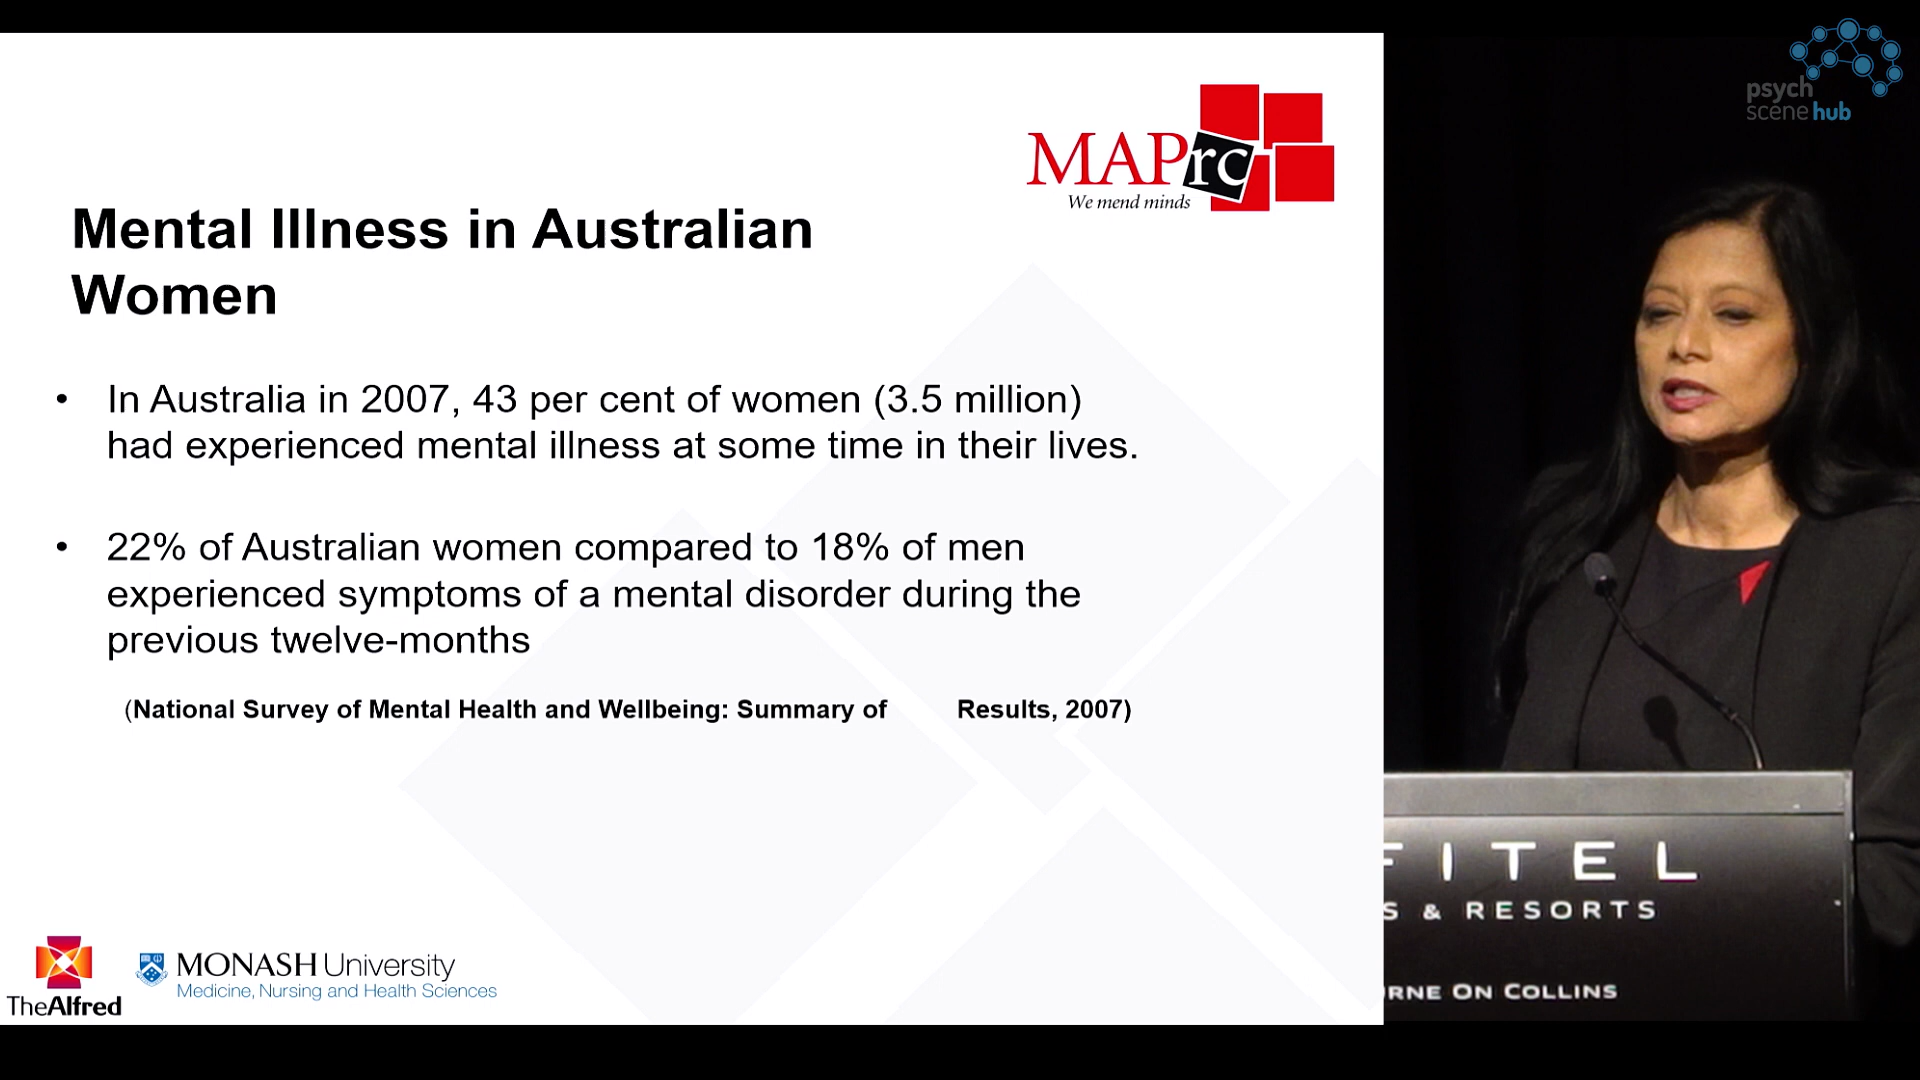 psych
scene hub
MAPrc
We mend minds
Mental Illness in Australian
Women
• In Australia in 2007, 43 per cent of women (3.5 million)
had experienced mental illness at some time in their lives.
• 22% of Australian women compared to 18% of men
experienced symptoms of a mental disorder during the
previous twelve-months
(National Survey of Mental Health and Wellbeing: Summary of Results, 2007)
TheAlfred
MONASH University
Medicine, Nursing and Health Sciences
FITEL
S & RESORTS
RNE ON COLLINS